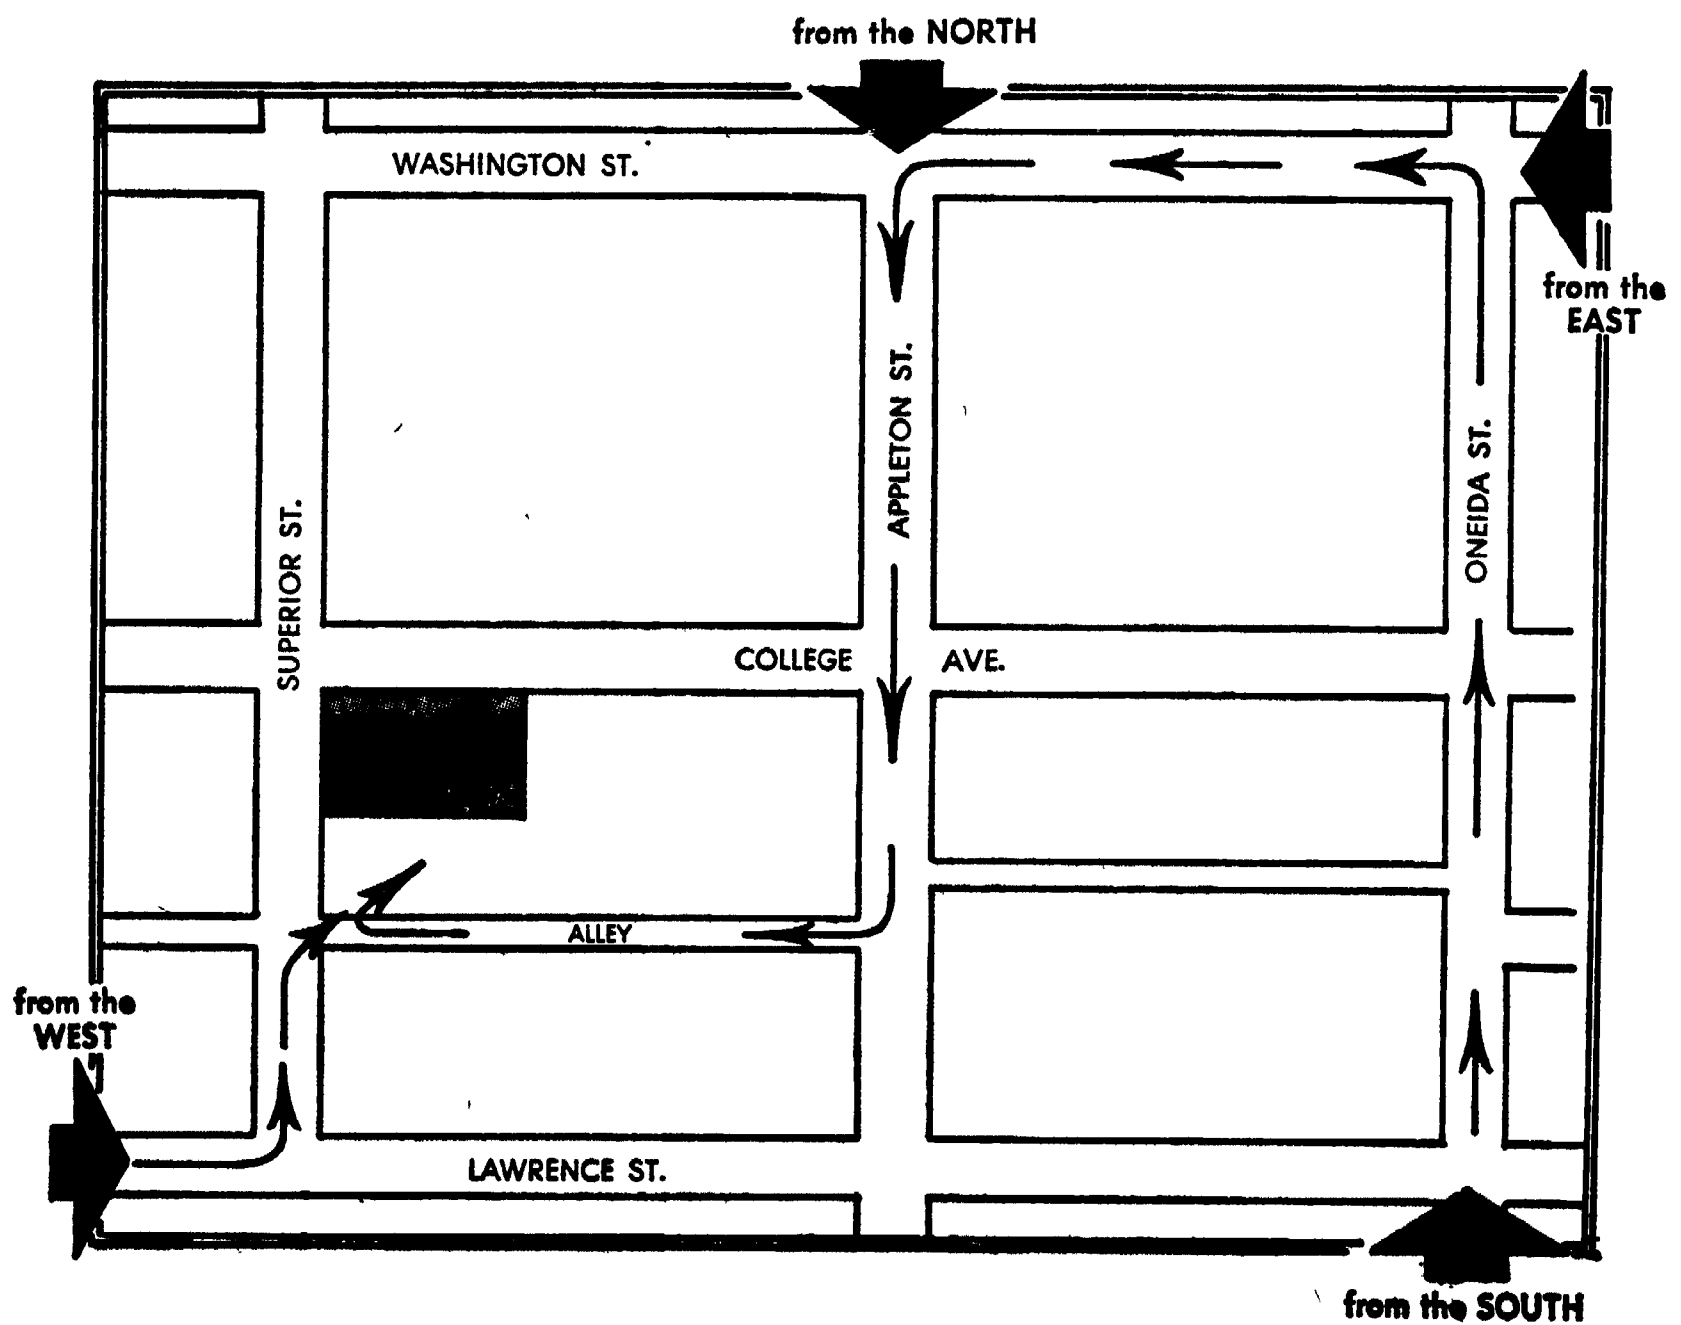 from the NORTH
WASHINGTON ST.
from the
EAST
APPLETON ST.
ONEIDA ST.
SUPERIOR ST.
COLLEGE AVE.
ALLEY
from the
WEST
LAWRENCE ST.
from the SOUTH